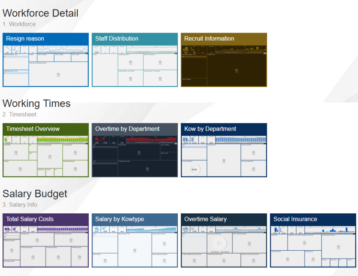 Workforce Detail
1. Workforce
Resign reason
Staff Distribution
Recruit Information
Working Times
2. Timesheet
Timesheet Overview
Overtime by Department
Kow by Department
Salary Budget
3. Salary Info
Total Salary Costs
Salary by Kowtype
Overtime Salary
Social Insurance